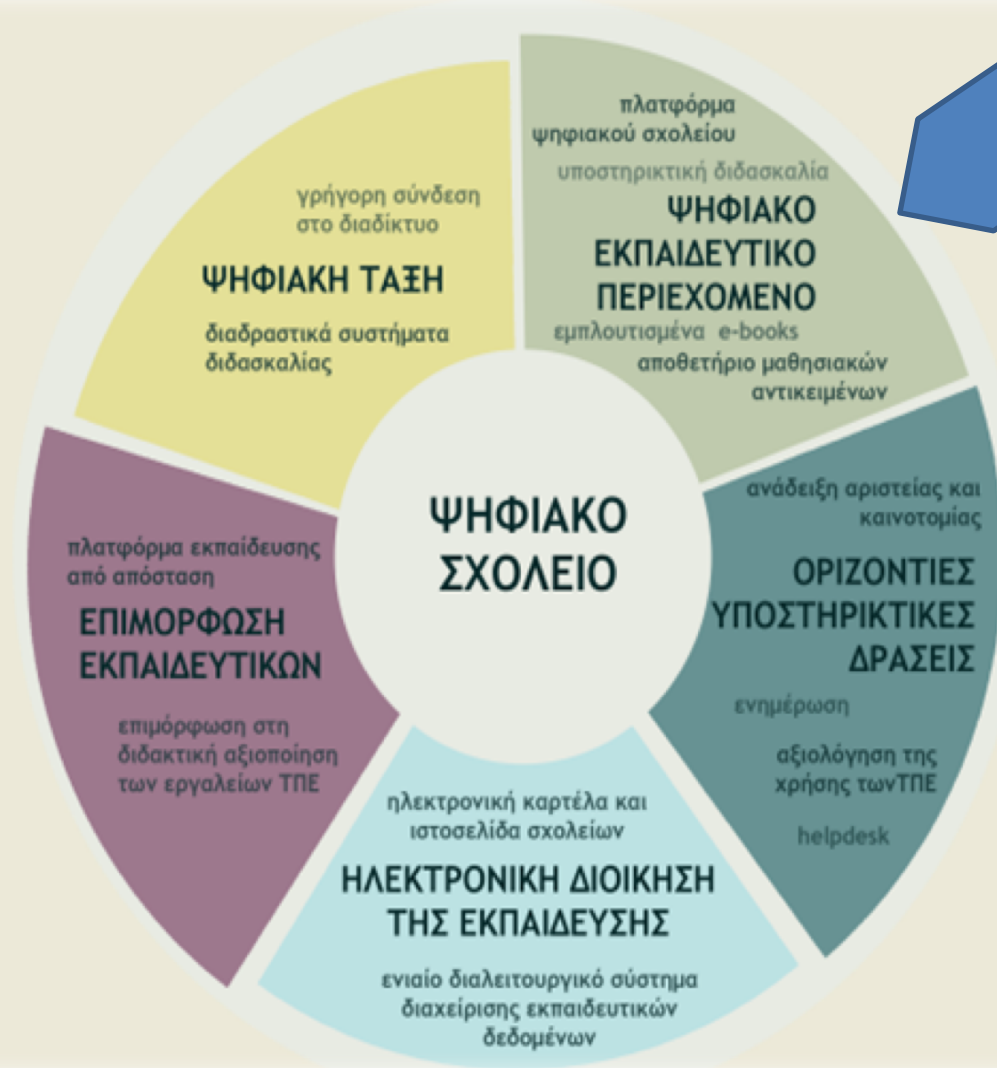 πλατφόρμα
ψηφιακού σχολείου
υποστηρικτική διδασκαλία
ΨΗΦΙΑΚΟ
ΕΚΠΑΙΔΕΥΤΙΚΟ
ΠΕΡΙΕΧΟΜΕΝΟ
εμπλουτισμένα e-books
αποθετήριο μαθησιακών
αντικειμένων
γρήγορη σύνδεση
στο διαδίκτυο
ΨΗΦΙΑΚΗ ΤΑΞΗ
διαδραστικά συστήματα
διδασκαλίας
ΨΗΦΙΑΚΟ
ΣΧΟΛΕΙΟ
ανάδειξη αριστείας και
καινοτομίας
ΟΡΙΖΟΝΤΙΕΣ
ΥΠΟΣΤΗΡΙΚΤΙΚΕΣ
ΔΡΑΣΕΙΣ
ενημέρωση
αξιολόγηση της
χρήσης τωνΤΠΕ
helpdesk
πλατφόρμα εκπαίδευσης
από απόσταση
ΕΠΙΜΟΡΦΩΣΗ
ΕΚΠΑΙΔΕΥΤΙΚΩΝ
επιμόρφωση στη
διδακτική αξιοποίηση
των εργαλείων ΤΠΕ
ηλεκτρονική καρτέλα και
ιστοσελίδα σχολείων
ΗΛΕΚΤΡΟΝΙΚΗ ΔΙΟΙΚΗΣΗ
ΤΗΣ ΕΚΠΑΙΔΕΥΣΗΣ
ενιαίο διαλειτουργικό σύστημα
διαχείρισης εκπαιδευτικών
δεδομένων